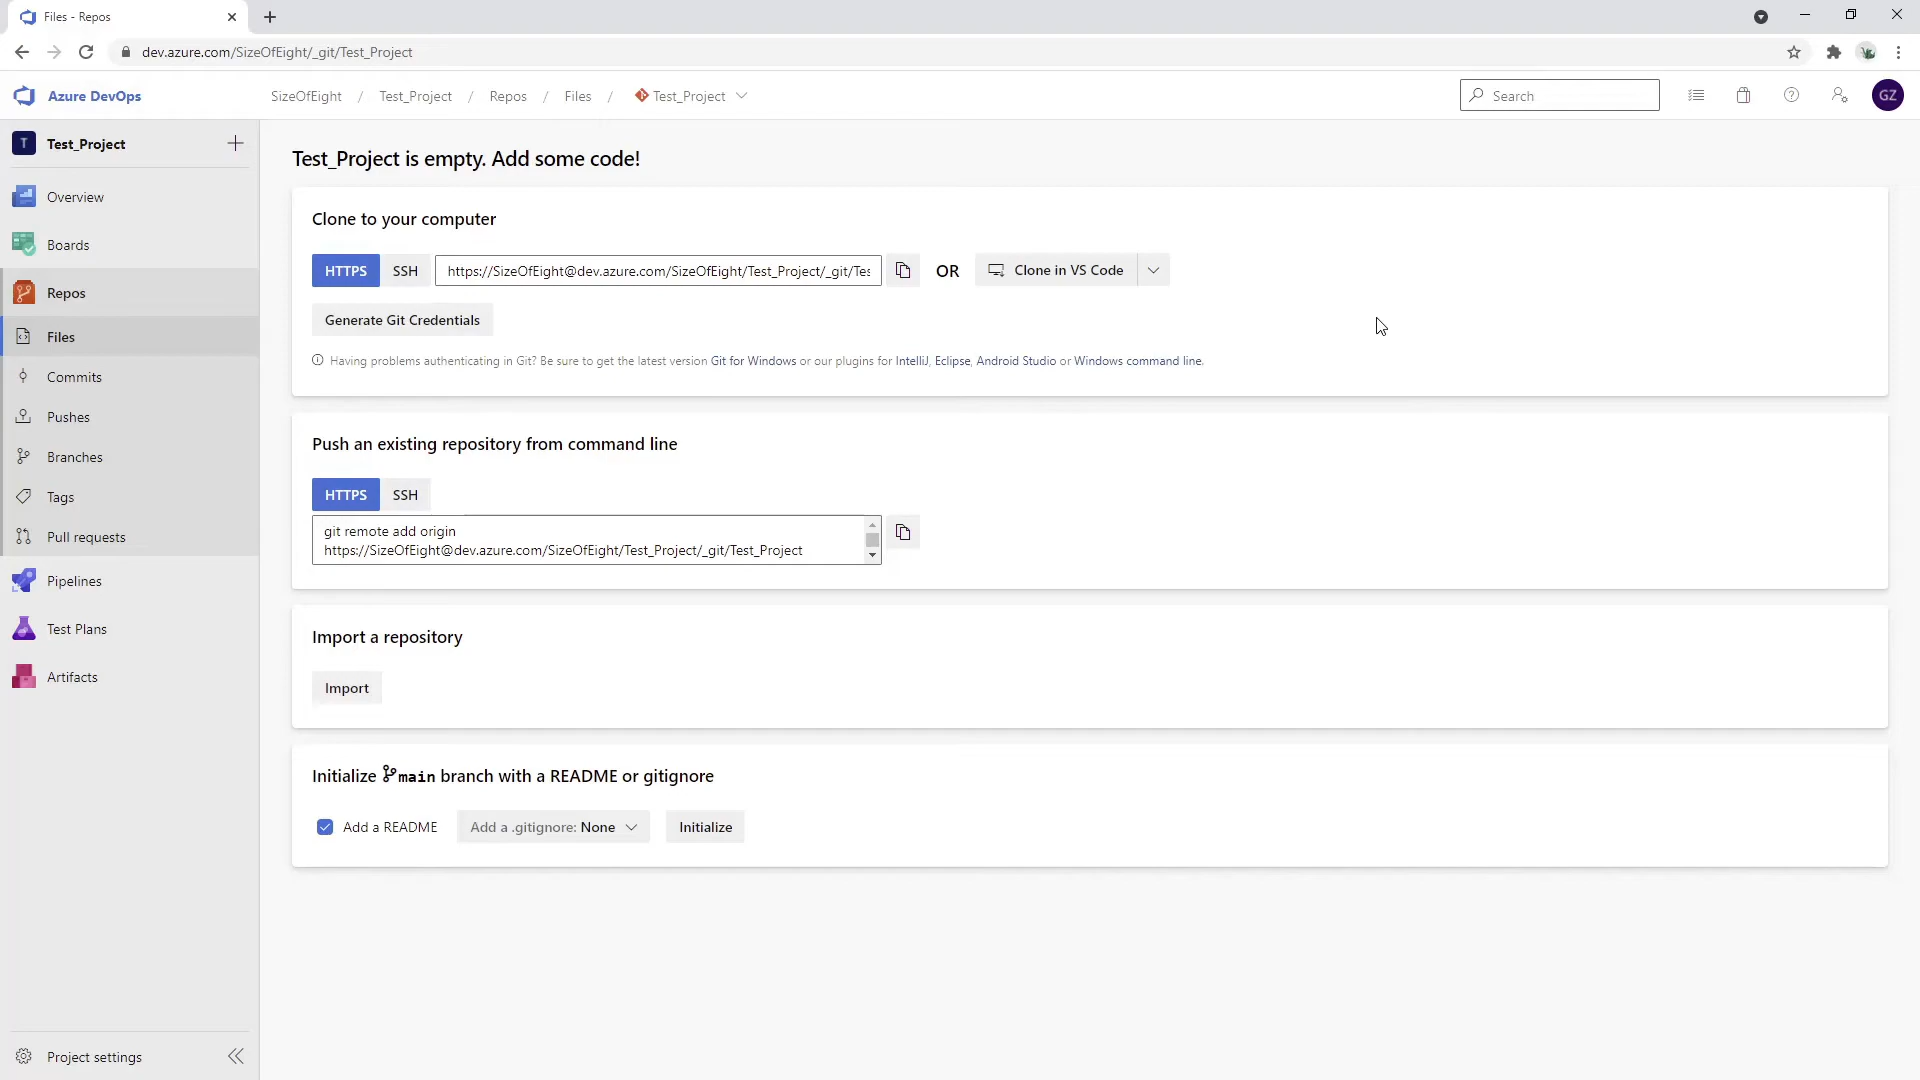 Files - Repos
dev.azure.com/SizeOfEight/_git/Test_Project
Azure DevOps
SizeOfEight / Test_Project / Repos / Files / Test_Project
Search
GZ
T Test_Project
Overview
Boards
Repos
Files
Commits
Pushes
Branches
Tags
Pull requests
Pipelines
Test Plans
Artifacts
Project settings
Test_Project is empty. Add some code!
Clone to your computer
HTTPS SSH https://SizeOfEight@dev.azure.com/SizeOfEight/Test_Project/_git/Tes OR Clone in VS Code
Generate Git Credentials
Having problems authenticating in Git? Be sure to get the latest version Git for Windows or our plugins for IntelliJ, Eclipse, Android Studio or Windows command line.
Push an existing repository from command line
HTTPS SSH
git remote add origin
https://SizeOfEight@dev.azure.com/SizeOfEight/Test_Project/_git/Test_Project
Import a repository
Import
Initialize main branch with a README or gitignore
Add a README Add a .gitignore: None Initialize